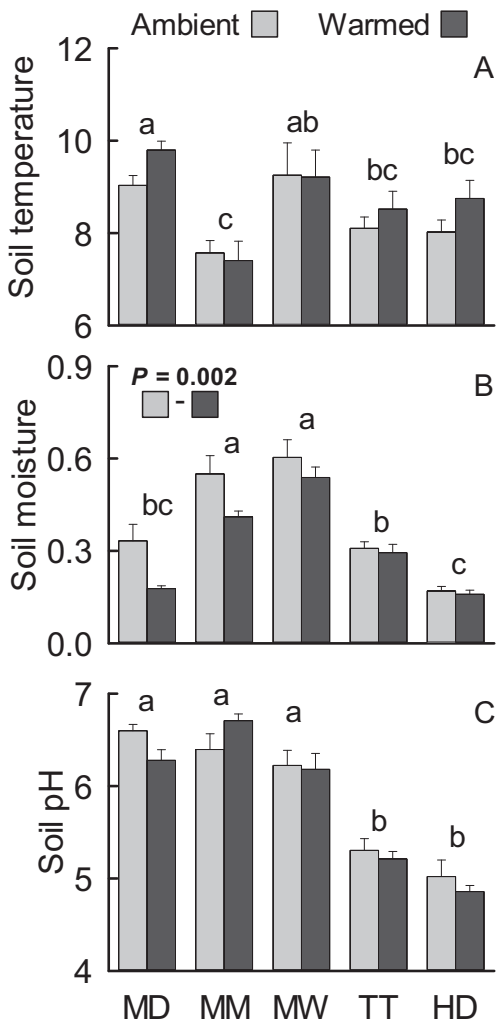 Ambient Warmed
A
Soil temperature
12
10
8
6
a
c
ab
bc
bc
B
Soil moisture
0.9
0.6
0.3
0.0
P = 0.002
-
bc
a
a
b
c
C
Soil pH
7
6
5
4
a
a
a
b
b
MD MM MW TT HD